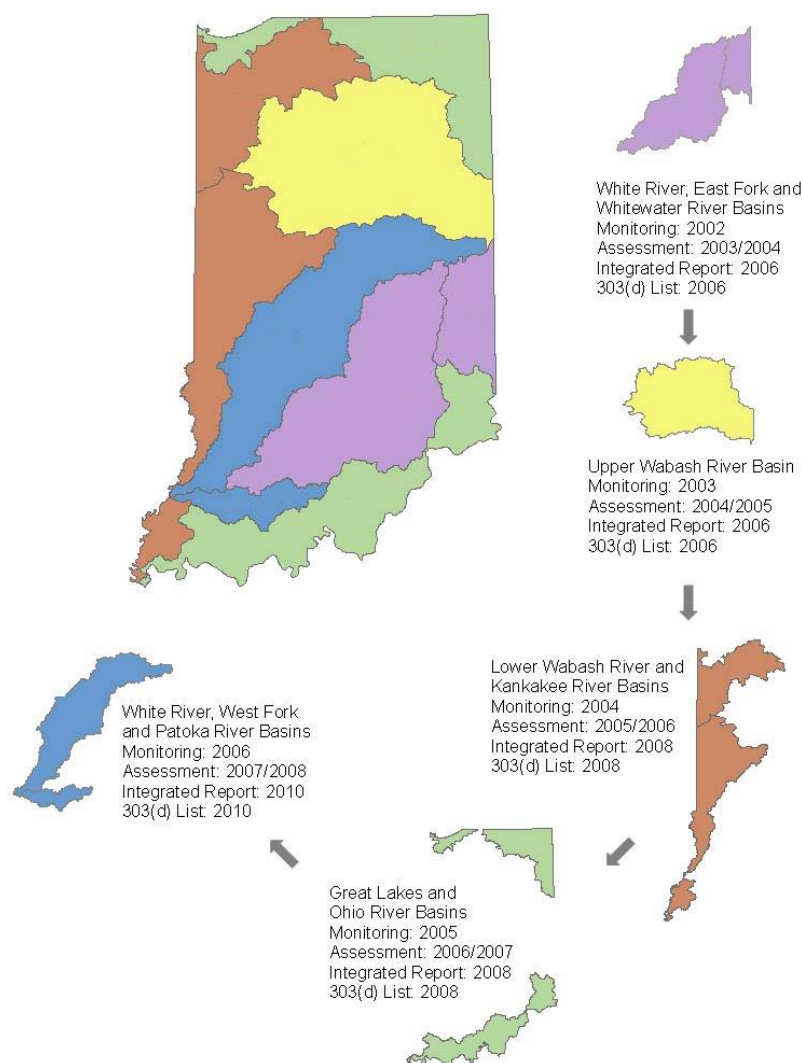 White River, East Fork and
Whitewater River Basins
Monitoring: 2002
Assessment: 2003/2004
Integrated Report: 2006
303(d) List: 2006
Upper Wabash River Basin
Monitoring: 2003
Assessment: 2004/2005
Integrated Report: 2006
303(d) List: 2006
Lower Wabash River and
Kankakee River Basins
Monitoring: 2004
Assessment: 2005/2006
Integrated Report: 2008
303(d) List: 2008
Great Lakes and
Ohio River Basins
Monitoring: 2005
Assessment: 2006/2007
Integrated Report: 2008
303(d) List: 2008
White River, West Fork
and Patoka River Basins
Monitoring: 2006
Assessment: 2007/2008
Integrated Report: 2010
303(d) List: 2010